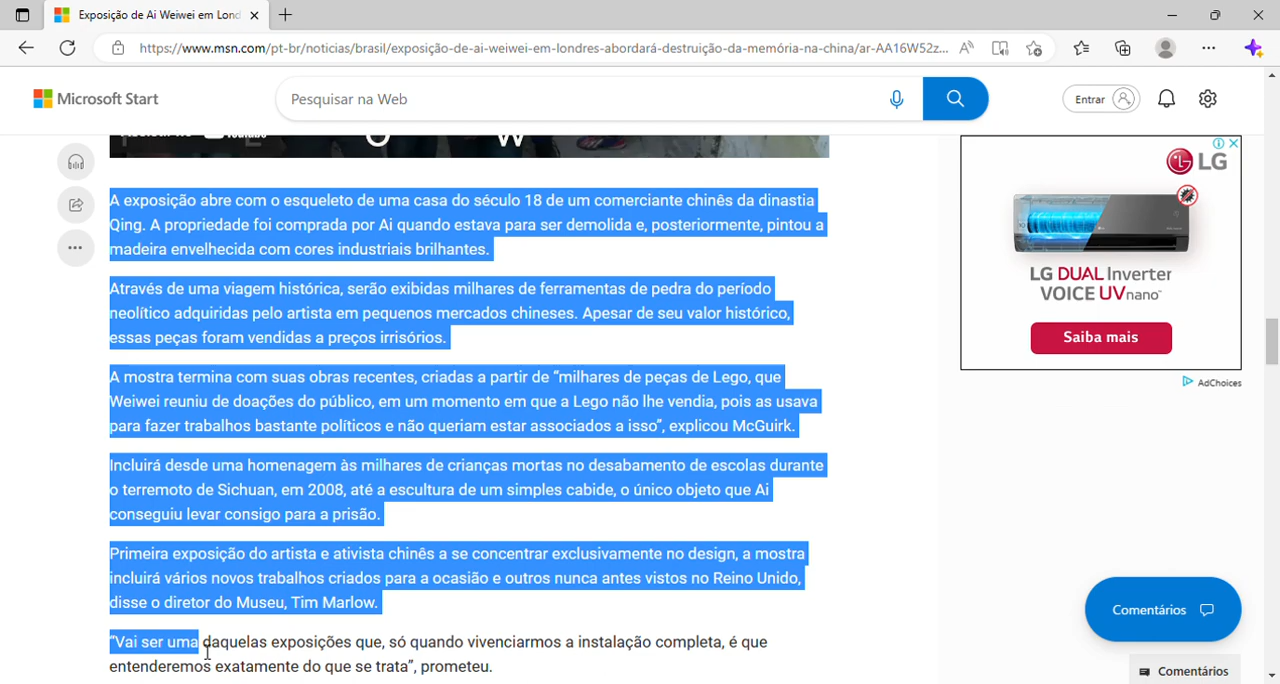 Exposição de Ai Weiwei em Lond
https://www.msn.com/pt-br/noticias/brasil/exposição-de-ai-weiwei-em-londres-abordará-destruição-da-memória-na-china/ar-AA16W52z...
Microsoft Start
Pesquisar na Web
Entrar
A exposição abre com o esqueleto de uma casa do século 18 de um comerciante chinês da dinastia
Qing. A propriedade foi comprada por Ai quando estava para ser demolida e, posteriormente, pintou a
madeira envelhecida com cores industriais brilhantes.
Através de uma viagem histórica, serão exibidas milhares de ferramentas de pedra do período
neolítico adquiridas pelo artista em pequenos mercados chineses. Apesar de seu valor histórico,
essas peças foram vendidas a preços irrisórios.
A mostra termina com suas obras recentes, criadas a partir de “milhares de peças de Lego, que
Weiwei reuniu de doações do público, em um momento em que a Lego não lhe vendia, pois as usava
para fazer trabalhos bastante políticos e não queriam estar associados a isso”, explicou McGuirk.
Incluirá desde uma homenagem às milhares de crianças mortas no desabamento de escolas durante
o terremoto de Sichuan, em 2008, até a escultura de um simples cabide, o único objeto que Ai
conseguiu levar consigo para a prisão.
Primeira exposição do artista e ativista chinês a se concentrar exclusivamente no design, a mostra
incluirá vários novos trabalhos criados para a ocasião e outros nunca antes vistos no Reino Unido,
disse o diretor do Museu, Tim Marlow.
“Vai ser uma daquelas exposições que, só quando vivenciarmos a instalação completa, é que
entenderemos exatamente do que se trata”, prometeu.
LG
LG DUAL Inverter
VOICE UVnano™
Saiba mais
AdChoices
Comentários
Comentários